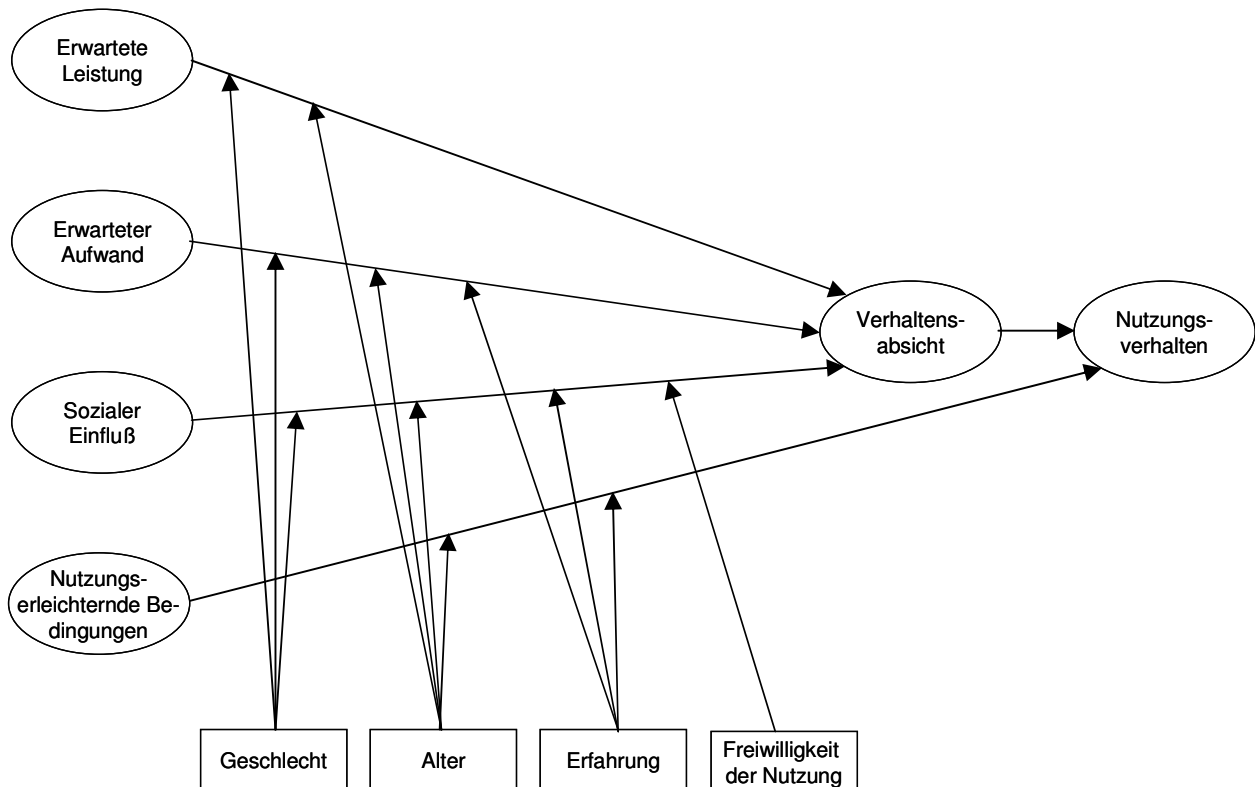 Erwartete
Leistung
Erwarteter
Aufwand
Verhaltens-
absicht
Nutzungs-
verhalten
Sozialer
Einfluß
Nutzungs-
erleichternde Be-
dingungen
Geschlecht
Alter
Erfahrung
Freiwilligkeit
der Nutzung